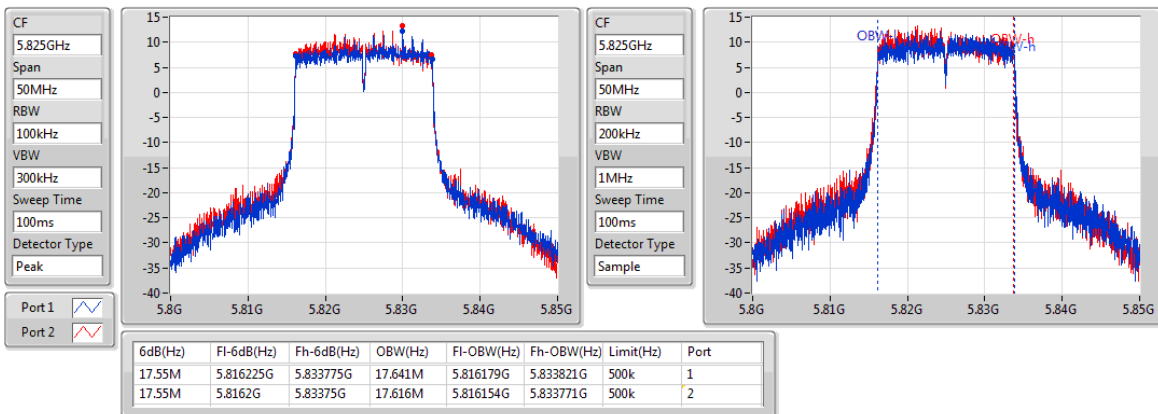 CF
5.825GHz
Span
50MHz
RBW
100kHz
VBW
300kHz
Sweep Time
100ms
Detector Type
Peak
Port 1
Port 2
15
10
5
0
-5
-10
-15
-20
-25
-30
-35
-40
5.8G 5.81G 5.82G 5.83G 5.84G 5.85G
CF
5.825GHz
Span
50MHz
RBW
200kHz
VBW
1MHz
Sweep Time
100ms
Detector Type
Sample
15
10
5
0
-5
-10
-15
-20
-25
-30
-35
-40
OBW-h
5.8G 5.81G 5.82G 5.83G 5.84G 5.85G
6dB(Hz) Fl-6dB(Hz) Fh-6dB(Hz) OBW(Hz) Fl-OBW(Hz) Fh-OBW(Hz) Limit(Hz) Port
17.55M 5.816225G 5.833775G 17.641M 5.816179G 5.833821G 500k 1
17.55M 5.8162G 5.83375G 17.616M 5.816154G 5.833771G 500k 2